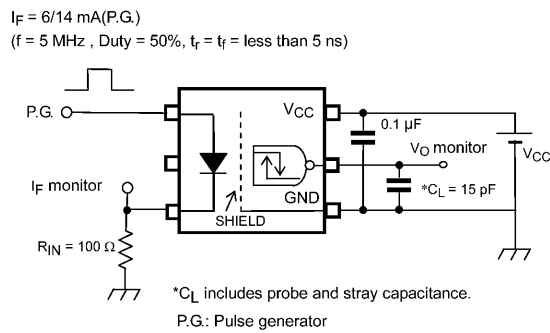 IF = 6/14 mA(P.G.)
(f = 5 MHz , Duty = 50%, tr = tf = less than 5 ns)
P.G.
VCC
0.1 µF
VO monitor
VCC
IF monitor
GND
*CL = 15 pF
SHIELD
RIN = 100 Ω
*CL includes probe and stray capacitance.
P.G.: Pulse generator